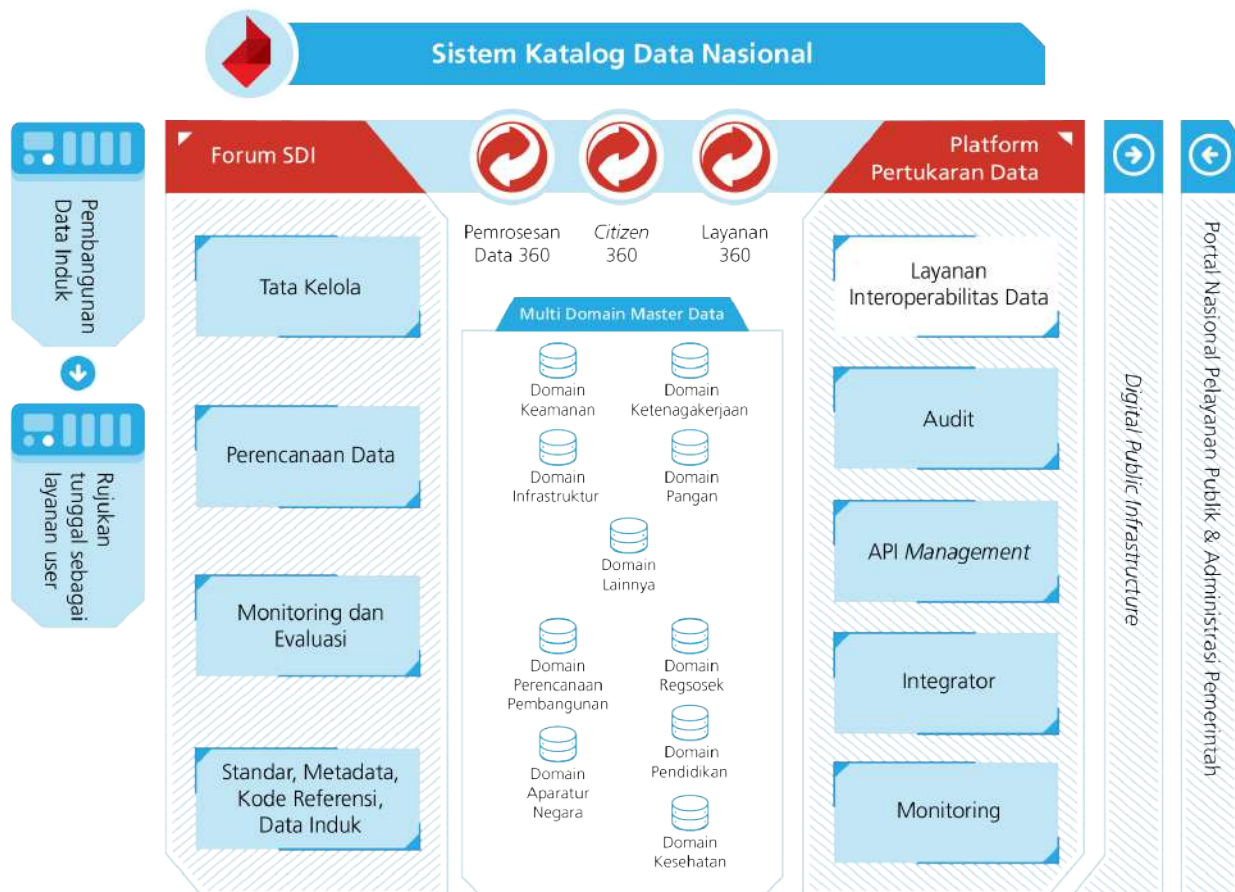 Sistem Katalog Data Nasional
Pembangunan
Data Induk
Rujukan
tunggal sebagai
layanan user
Forum SDI
Tata Kelola
Perencanaan Data
Monitoring dan
Evaluasi
Standar, Metadata,
Kode Referensi,
Data Induk
Pemrosesan
Data 360
Citizen
360
Layanan
360
Multi Domain Master Data
Domain
Keamanan
Domain
Ketenagakerjaan
Domain
Infrastruktur
Domain
Pangan
Domain
Lainnya
Domain
Perencanaan
Pembangunan
Domain
Regsosek
Domain
Aparatur
Negara
Domain
Pendidikan
Domain
Kesehatan
Platform
Pertukaran Data
Layanan
Interoperabilitas Data
Audit
API Management
Integrator
Monitoring
Digital Public Infrastructure
Portal Nasional Pelayanan Publik & Administrasi Pemerintah